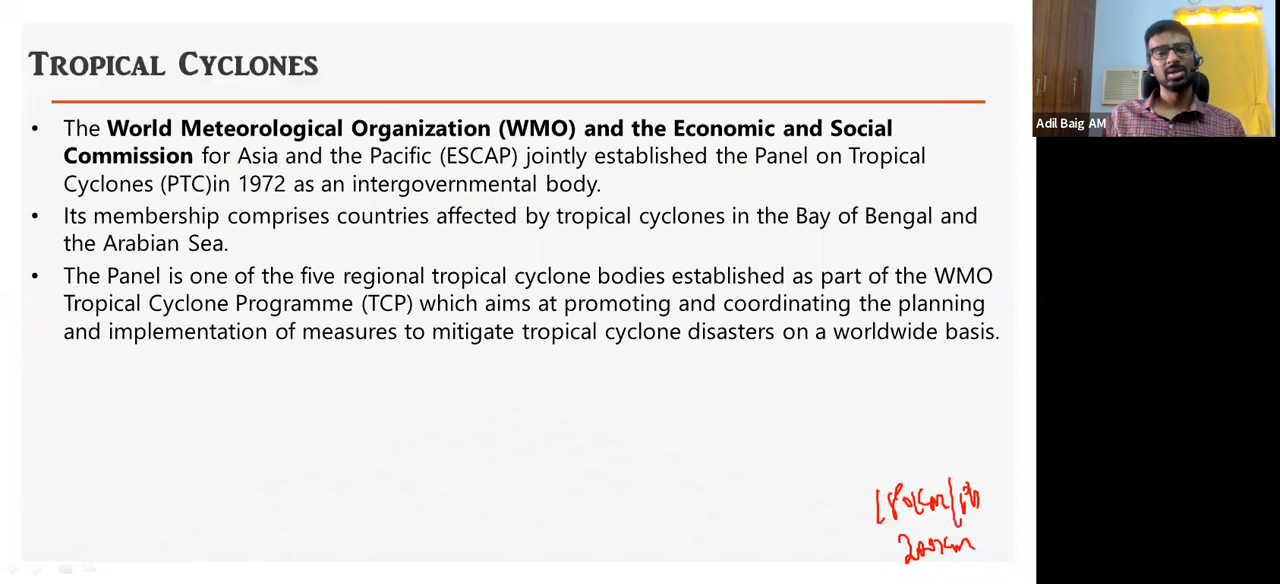 TROPICAL CYCLONES
• The World Meteorological Organization (WMO) and the Economic and Social
Commission for Asia and the Pacific (ESCAP) jointly established the Panel on Tropical
Cyclones (PTC)in 1972 as an intergovernmental body.
• Its membership comprises countries affected by tropical cyclones in the Bay of Bengal and
the Arabian Sea.
• The Panel is one of the five regional tropical cyclone bodies established as part of the WMO
Tropical Cyclone Programme (TCP) which aims at promoting and coordinating the planning
and implementation of measures to mitigate tropical cyclone disasters on a worldwide basis.
Adil Baig AM